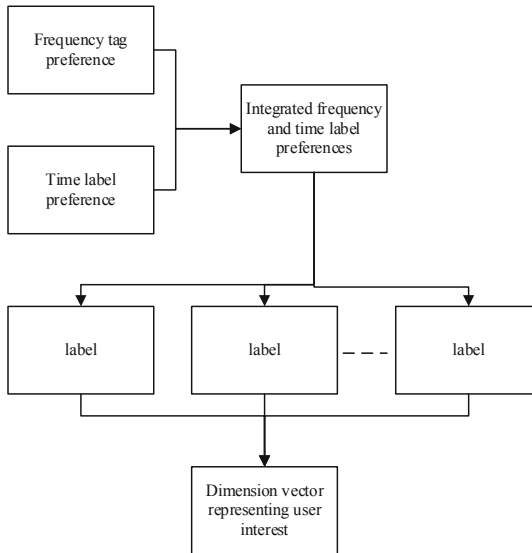 Frequency tag
preference
Integrated frequency
and time label
preferences
Time label
preference
label
label
label
Dimension vector
representing user
interest